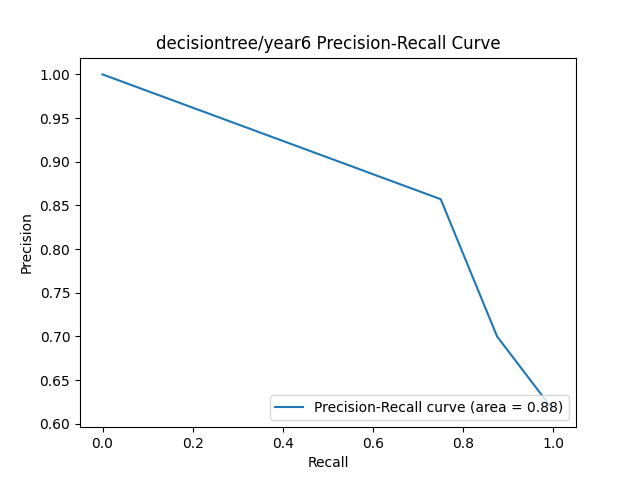 decisiontree/year6 Precision-Recall Curve
1.00
0.95
0.90
0.85
0.80
0.75
0.70
0.65
0.60
Precision
Precision-Recall curve (area = 0.88)
0.0 0.2 0.4 0.6 0.8 1.0
Recall